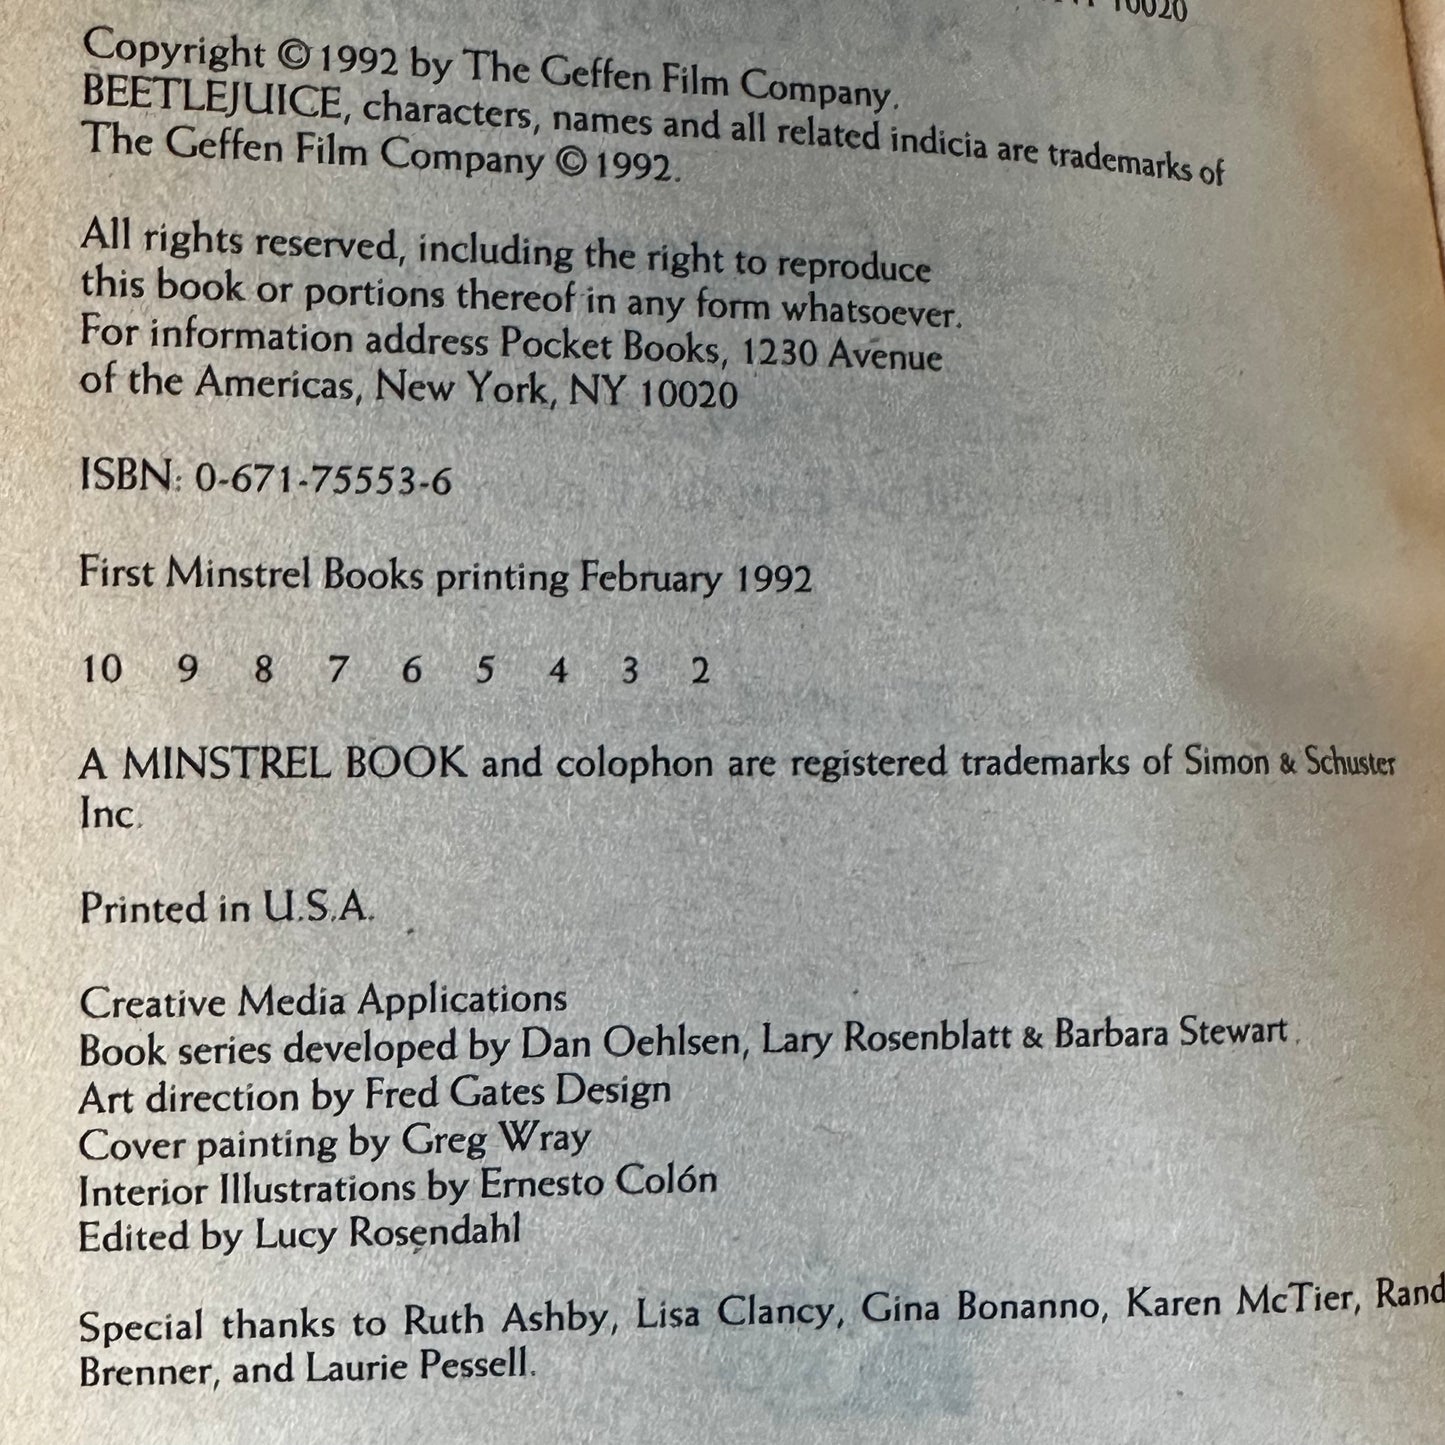 10020
Copyright © 1992 by The Geffen Film Company.
BEETLEJUICE, characters, names and all related indicia are trademarks of
The Geffen Film Company © 1992.
All rights reserved, including the right to reproduce
this book or portions thereof in any form whatsoever.
For information address Pocket Books, 1230 Avenue
of the Americas, New York, NY 10020
ISBN: 0-671-75553-6
First Minstrel Books printing February 1992
10 9 8 7 6 5 4 3 2
A MINSTREL BOOK and colophon are registered trademarks of Simon & Schuster
Inc.
Printed in U.S.A.
Creative Media Applications
Book series developed by Dan Oehlsen, Lary Rosenblatt & Barbara Stewart.
Art direction by Fred Gates Design
Cover painting by Greg Wray
Interior Illustrations by Ernesto Colón
Edited by Lucy Rosendahl
Special thanks to Ruth Ashby, Lisa Clancy, Gina Bonanno, Karen McTier, Rand
Brenner, and Laurie Pessell.